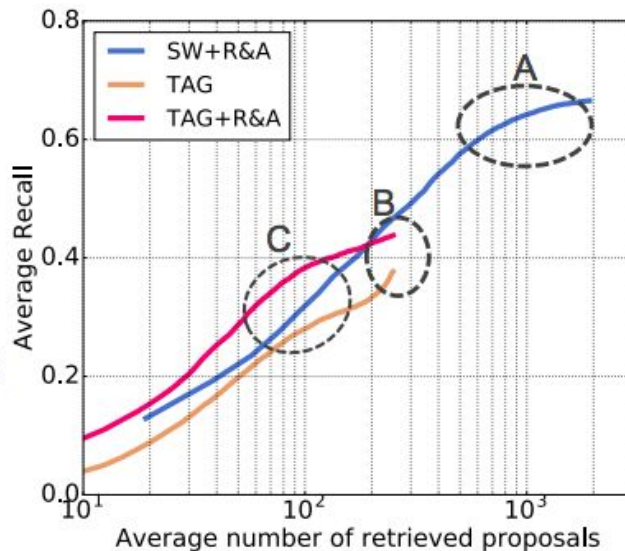 0.8
SW+R&A
TAG
TAG+R&A
A
0.6
B
C
0.4
0.2
0.0
Average Recall
10^1 10^2 10^3
Average number of retrieved proposals